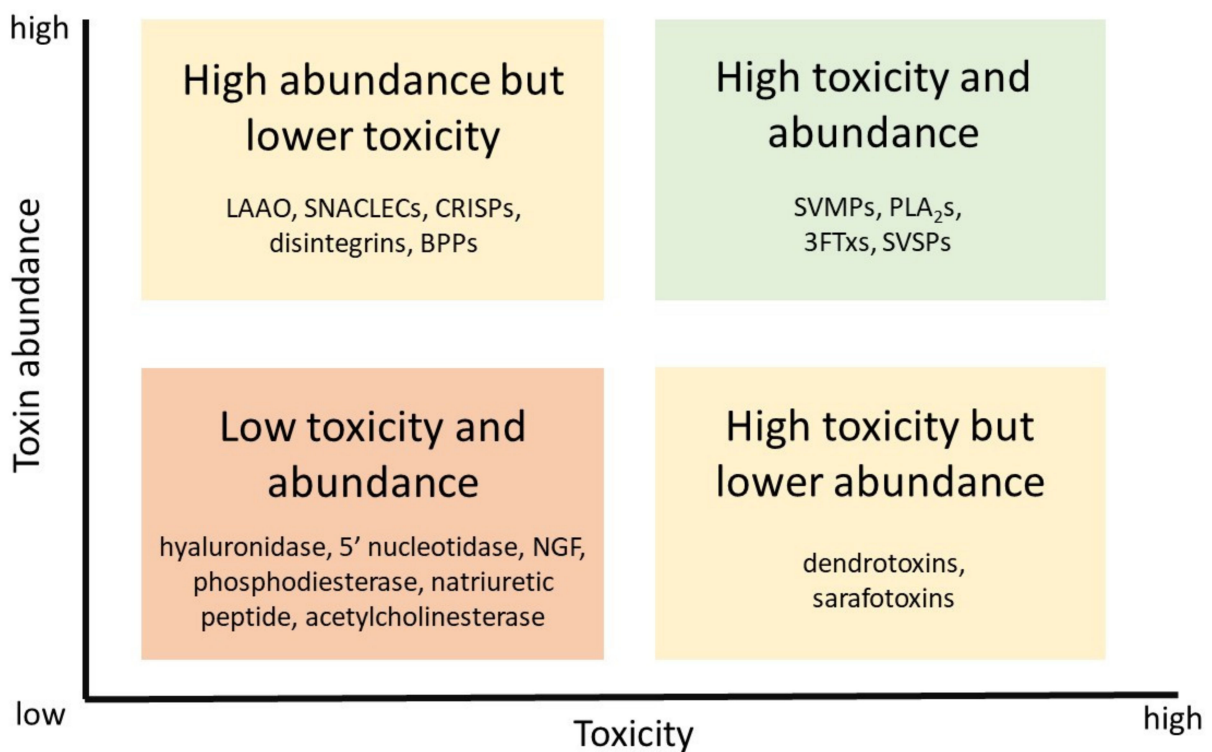 high
High abundance but
lower toxicity
LAAO, SNACLECs, CRISPs,
disintegrins, BPPs
High toxicity and
abundance
SVMPs, PLA₂s,
3FTxs, SVSPs
Toxin abundance
Low toxicity and
abundance
hyaluronidase, 5’ nucleotidase, NGF,
phosphodiesterase, natriuretic
peptide, acetylcholinesterase
High toxicity but
lower abundance
dendrotoxins,
sarafotoxins
low
Toxicity
high